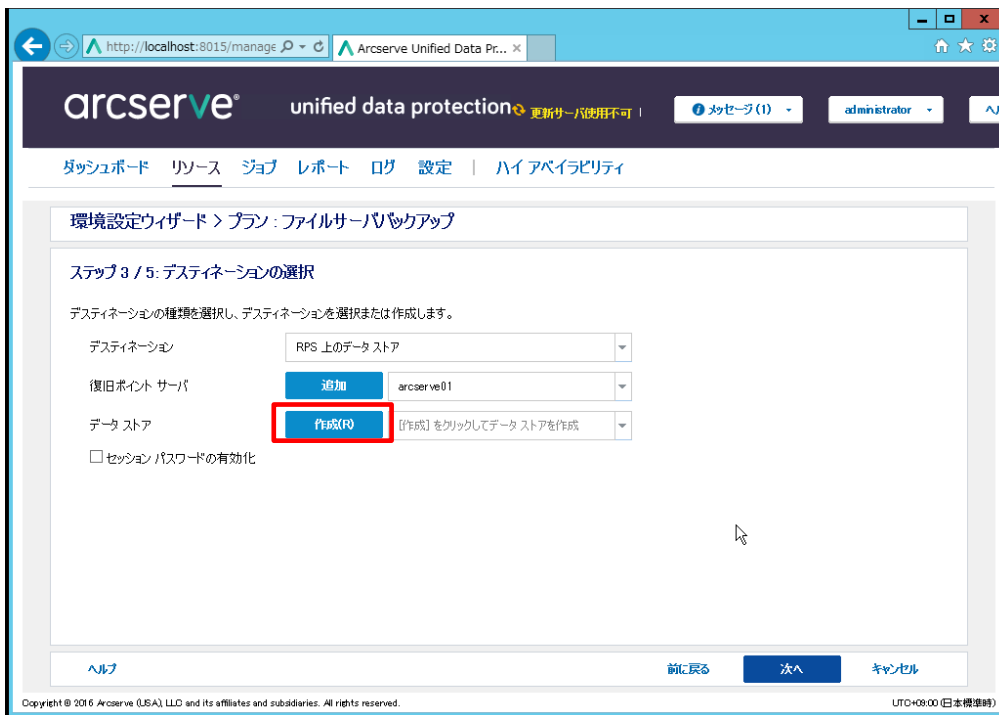 http://localhost:8015/manage
Arcserve Unified Data Pr...
arcserve® unified data protection 更新サーバ使用不可 | メッセージ (1) administrator ヘ
ダッシュボード リソース ジョブ レポート ログ 設定 | ハイ アベイラビリティ
環境設定ウィザード > プラン : ファイルサーババックアップ
ステップ 3 / 5: デスティネーションの選択
デスティネーションの種類を選択し、デスティネーションを選択または作成します。
デスティネーション RPS 上のデータ ストア
復旧ポイント サーバ 追加 arcserve01
データ ストア 作成(R) [作成] をクリックしてデータ ストアを作成
セッション パスワードの有効化
ヘルプ 前に戻る 次へ キャンセル
Copyright © 2016 Arcserve (USA), LLC and its affiliates and subsidiaries. All rights reserved. UTC+09:00 (日本標準時)